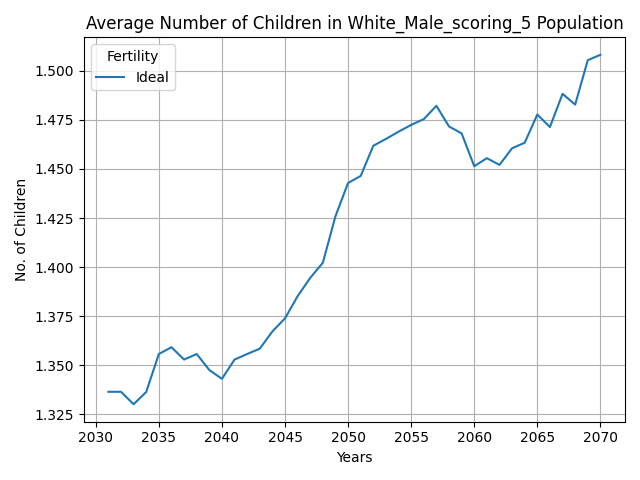 Average Number of Children in White_Male_scoring_5 Population
Fertility
Ideal
No. of Children
1.500
1.475
1.450
1.425
1.400
1.375
1.350
1.325
2030 2035 2040 2045 2050 2055 2060 2065 2070
Years